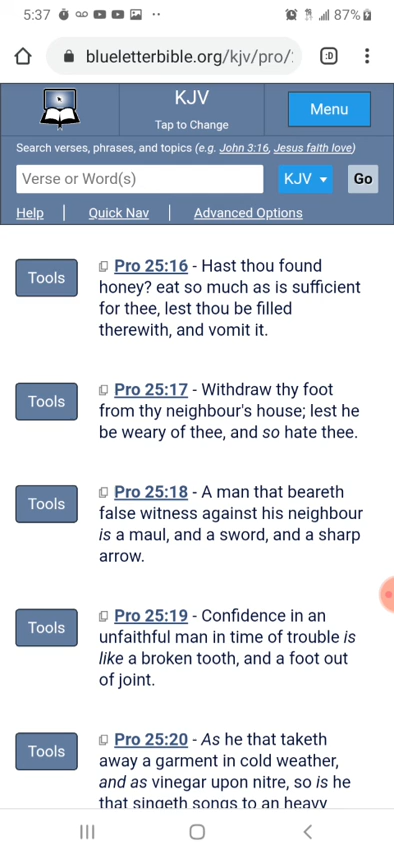 5:37 87%
blueletterbible.org/kjv/pro/ :D
KJV
Tap to Change
Menu
Search verses, phrases, and topics (e.g. John 3:16, Jesus faith love)
Verse or Word(s) KJV Go
Help | Quick Nav | Advanced Options
Tools
Pro 25:16 - Hast thou found
honey? eat so much as is sufficient
for thee, lest thou be filled
therewith, and vomit it.
Tools
Pro 25:17 - Withdraw thy foot
from thy neighbour's house; lest he
be weary of thee, and so hate thee.
Tools
Pro 25:18 - A man that beareth
false witness against his neighbour
is a maul, and a sword, and a sharp
arrow.
Tools
Pro 25:19 - Confidence in an
unfaithful man in time of trouble is
like a broken tooth, and a foot out
of joint.
Tools
Pro 25:20 - As he that taketh
away a garment in cold weather,
and as vinegar upon nitre, so is he
that singeth songs to an heavy